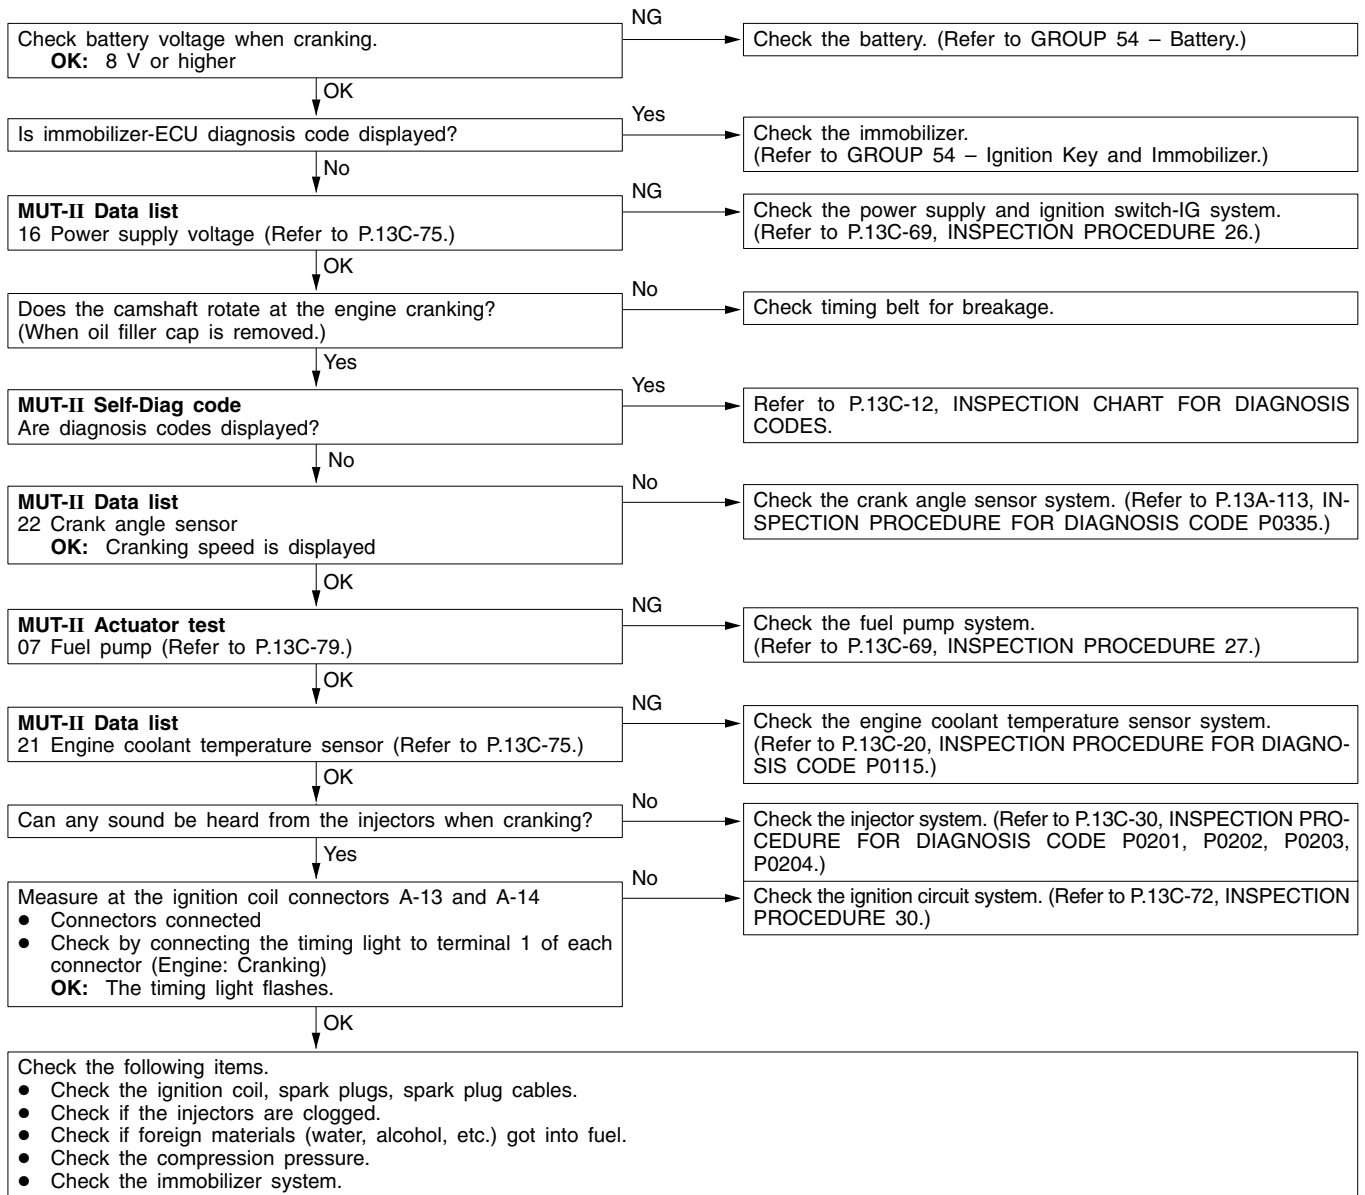 NG
Check battery voltage when cranking.
OK: 8 V or higher
Check the battery. (Refer to GROUP 54 – Battery.)
OK
Yes
Is immobilizer-ECU diagnosis code displayed?
Check the immobilizer.
(Refer to GROUP 54 – Ignition Key and Immobilizer.)
No
NG
MUT-II Data list
16 Power supply voltage (Refer to P.13C-75.)
Check the power supply and ignition switch-IG system.
(Refer to P.13C-69, INSPECTION PROCEDURE 26.)
OK
No
Does the camshaft rotate at the engine cranking?
(When oil filler cap is removed.)
Check timing belt for breakage.
Yes
Yes
MUT-II Self-Diag code
Are diagnosis codes displayed?
Refer to P.13C-12, INSPECTION CHART FOR DIAGNOSIS
CODES.
No
No
MUT-II Data list
22 Crank angle sensor
OK: Cranking speed is displayed
Check the crank angle sensor system. (Refer to P.13A-113, IN-
SPECTION PROCEDURE FOR DIAGNOSIS CODE P0335.)
OK
NG
MUT-II Actuator test
07 Fuel pump (Refer to P.13C-79.)
Check the fuel pump system.
(Refer to P.13C-69, INSPECTION PROCEDURE 27.)
OK
NG
MUT-II Data list
21 Engine coolant temperature sensor (Refer to P.13C-75.)
Check the engine coolant temperature sensor system.
(Refer to P.13C-20, INSPECTION PROCEDURE FOR DIAGNO-
SIS CODE P0115.)
OK
No
Can any sound be heard from the injectors when cranking?
Check the injector system. (Refer to P.13C-30, INSPECTION PRO-
CEDURE FOR DIAGNOSIS CODE P0201, P0202, P0203,
P0204.)
Yes
No
Measure at the ignition coil connectors A-13 and A-14
● Connectors connected
● Check by connecting the timing light to terminal 1 of each
connector (Engine: Cranking)
OK: The timing light flashes.
Check the ignition circuit system. (Refer to P.13C-72, INSPECTION
PROCEDURE 30.)
OK
Check the following items.
● Check the ignition coil, spark plugs, spark plug cables.
● Check if the injectors are clogged.
● Check if foreign materials (water, alcohol, etc.) got into fuel.
● Check the compression pressure.
● Check the immobilizer system.